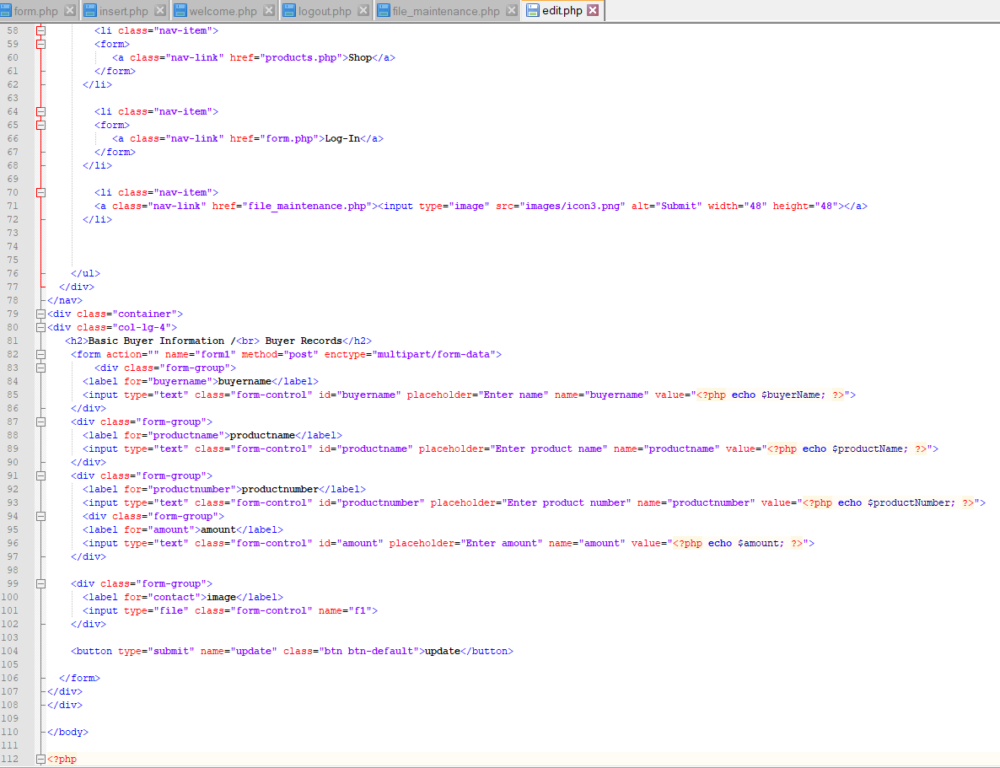 form.php insert.php welcome.php logout.php file_maintenance.php edit.php
58 <li class="nav-item">
59 <form>
60 <a class="nav-link" href="products.php">Shop</a>
61 </form>
62 </li>
63
64 <li class="nav-item">
65 <form>
66 <a class="nav-link" href="form.php">Log-In</a>
67 </form>
68 </li>
69
70 <li class="nav-item">
71 <a class="nav-link" href="file_maintenance.php"><input type="image" src="images/icon3.png" alt="Submit" width="48" height="48"></a>
72 </li>
73
74
75
76 </ul>
77 </div>
78 </nav>
79 <div class="container">
80 <div class="col-lg-4">
81 <h2>Basic Buyer Information /<br> Buyer Records</h2>
82 <form action="" name="form1" method="post" enctype="multipart/form-data">
83 <div class="form-group">
84 <label for="buyername">buyername</label>
85 <input type="text" class="form-control" id="buyername" placeholder="Enter name" name="buyername" value="<?php echo $buyerName; ?>">
86 </div>
87 <div class="form-group">
88 <label for="productname">productname</label>
89 <input type="text" class="form-control" id="productname" placeholder="Enter product name" name="productname" value="<?php echo $productName; ?>">
90 </div>
91 <div class="form-group">
92 <label for="productnumber">productnumber</label>
93 <input type="text" class="form-control" id="productnumber" placeholder="Enter product number" name="productnumber" value="<?php echo $productNumber; ?>">
94 <div class="form-group">
95 <label for="amount">amount</label>
96 <input type="text" class="form-control" id="amount" placeholder="Enter amount" name="amount" value="<?php echo $amount; ?>">
97 </div>
98
99 <div class="form-group">
100 <label for="contact">image</label>
101 <input type="file" class="form-control" name="f1">
102 </div>
103
104 <button type="submit" name="update" class="btn btn-default">update</button>
105
106 </form>
107 </div>
108 </div>
109
110 </body>
111
112 <?php